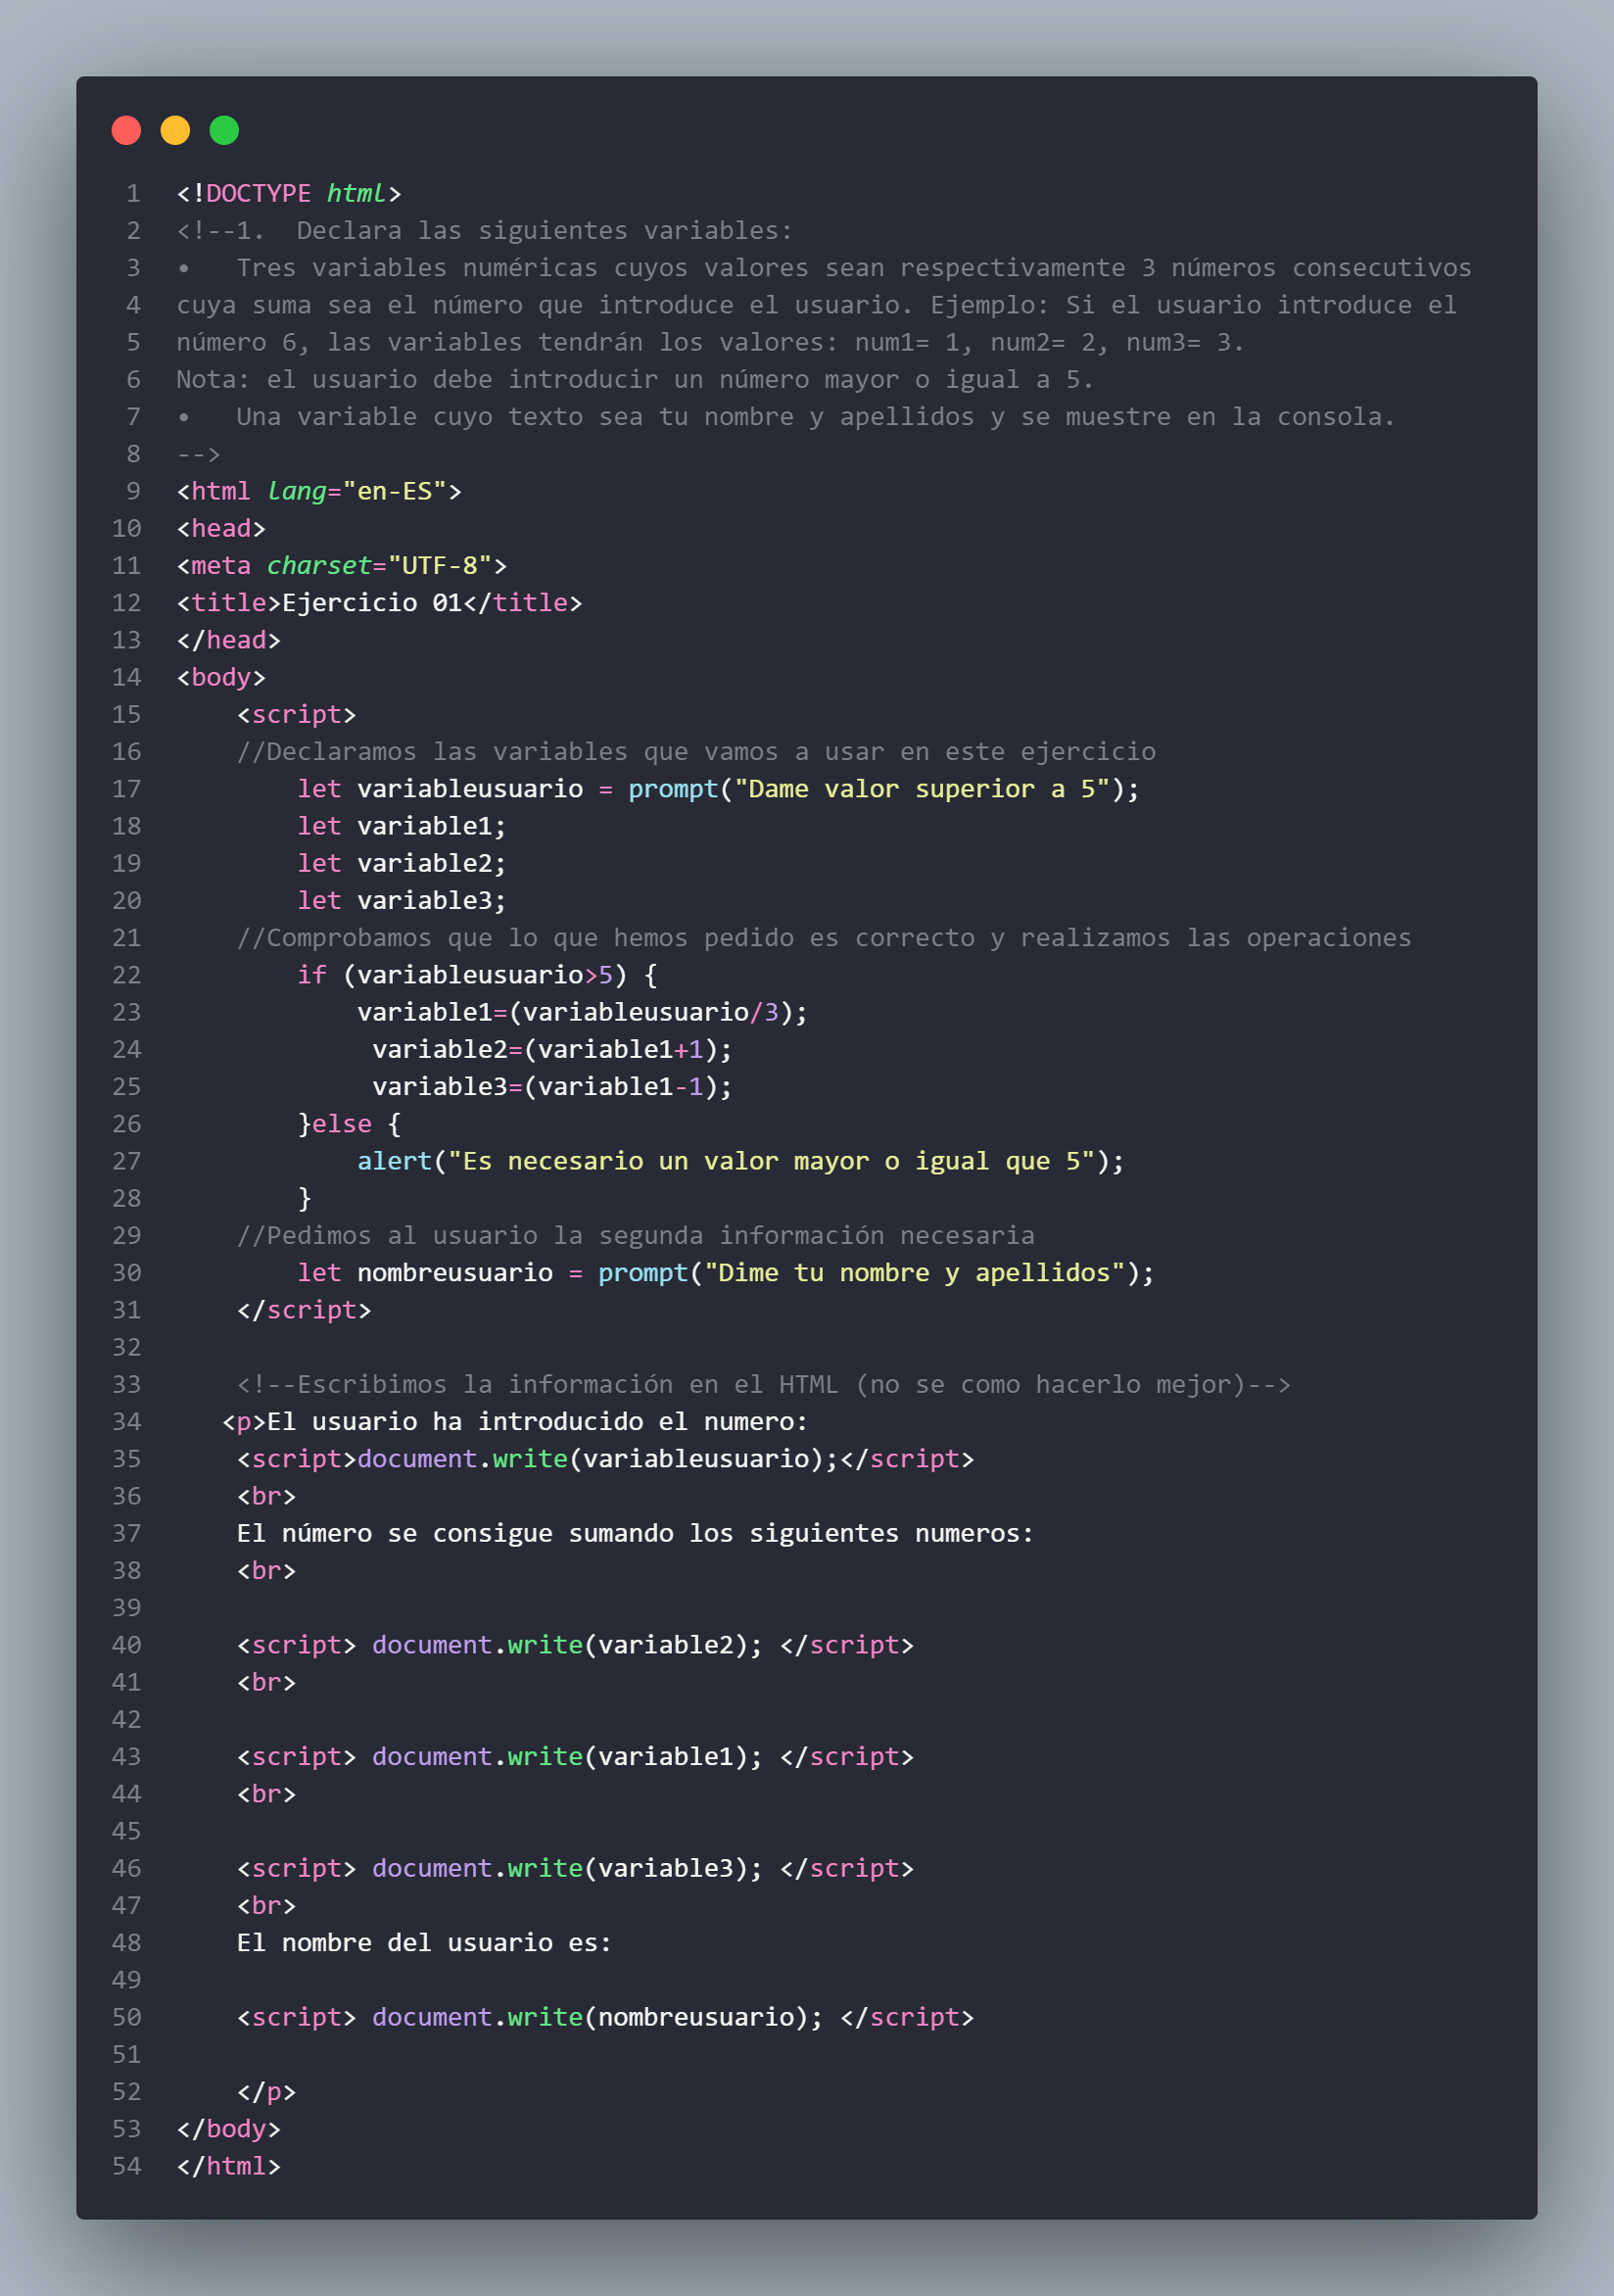 1 <!DOCTYPE html>
2 <!--1.  Declara las siguientes variables:
3 •   Tres variables numéricas cuyos valores sean respectivamente 3 números consecutivos
4 cuya suma sea el número que introduce el usuario. Ejemplo: Si el usuario introduce el
5 número 6, las variables tendrán los valores: num1= 1, num2= 2, num3= 3.
6 Nota: el usuario debe introducir un número mayor o igual a 5.
7 •   Una variable cuyo texto sea tu nombre y apellidos y se muestre en la consola.
8 -->
9 <html lang="en-ES">
10 <head>
11 <meta charset="UTF-8">
12 <title>Ejercicio 01</title>
13 </head>
14 <body>
15     <script>
16     //Declaramos las variables que vamos a usar en este ejercicio
17         let variableusuario = prompt("Dame valor superior a 5");
18         let variable1;
19         let variable2;
20         let variable3;
21     //Comprobamos que lo que hemos pedido es correcto y realizamos las operaciones
22         if (variableusuario>5) {
23             variable1=(variableusuario/3);
24              variable2=(variable1+1);
25              variable3=(variable1-1);
26         }else {
27             alert("Es necesario un valor mayor o igual que 5");
28         }
29     //Pedimos al usuario la segunda información necesaria
30         let nombreusuario = prompt("Dime tu nombre y apellidos");
31     </script>
32
33     <!--Escribimos la información en el HTML (no se como hacerlo mejor)-->
34    <p>El usuario ha introducido el numero:
35     <script>document.write(variableusuario);</script>
36     <br>
37     El número se consigue sumando los siguientes numeros:
38     <br>
39
40     <script> document.write(variable2); </script>
41     <br>
42
43     <script> document.write(variable1); </script>
44     <br>
45
46     <script> document.write(variable3); </script>
47     <br>
48     El nombre del usuario es:
49
50     <script> document.write(nombreusuario); </script>
51
52     </p>
53 </body>
54 </html>